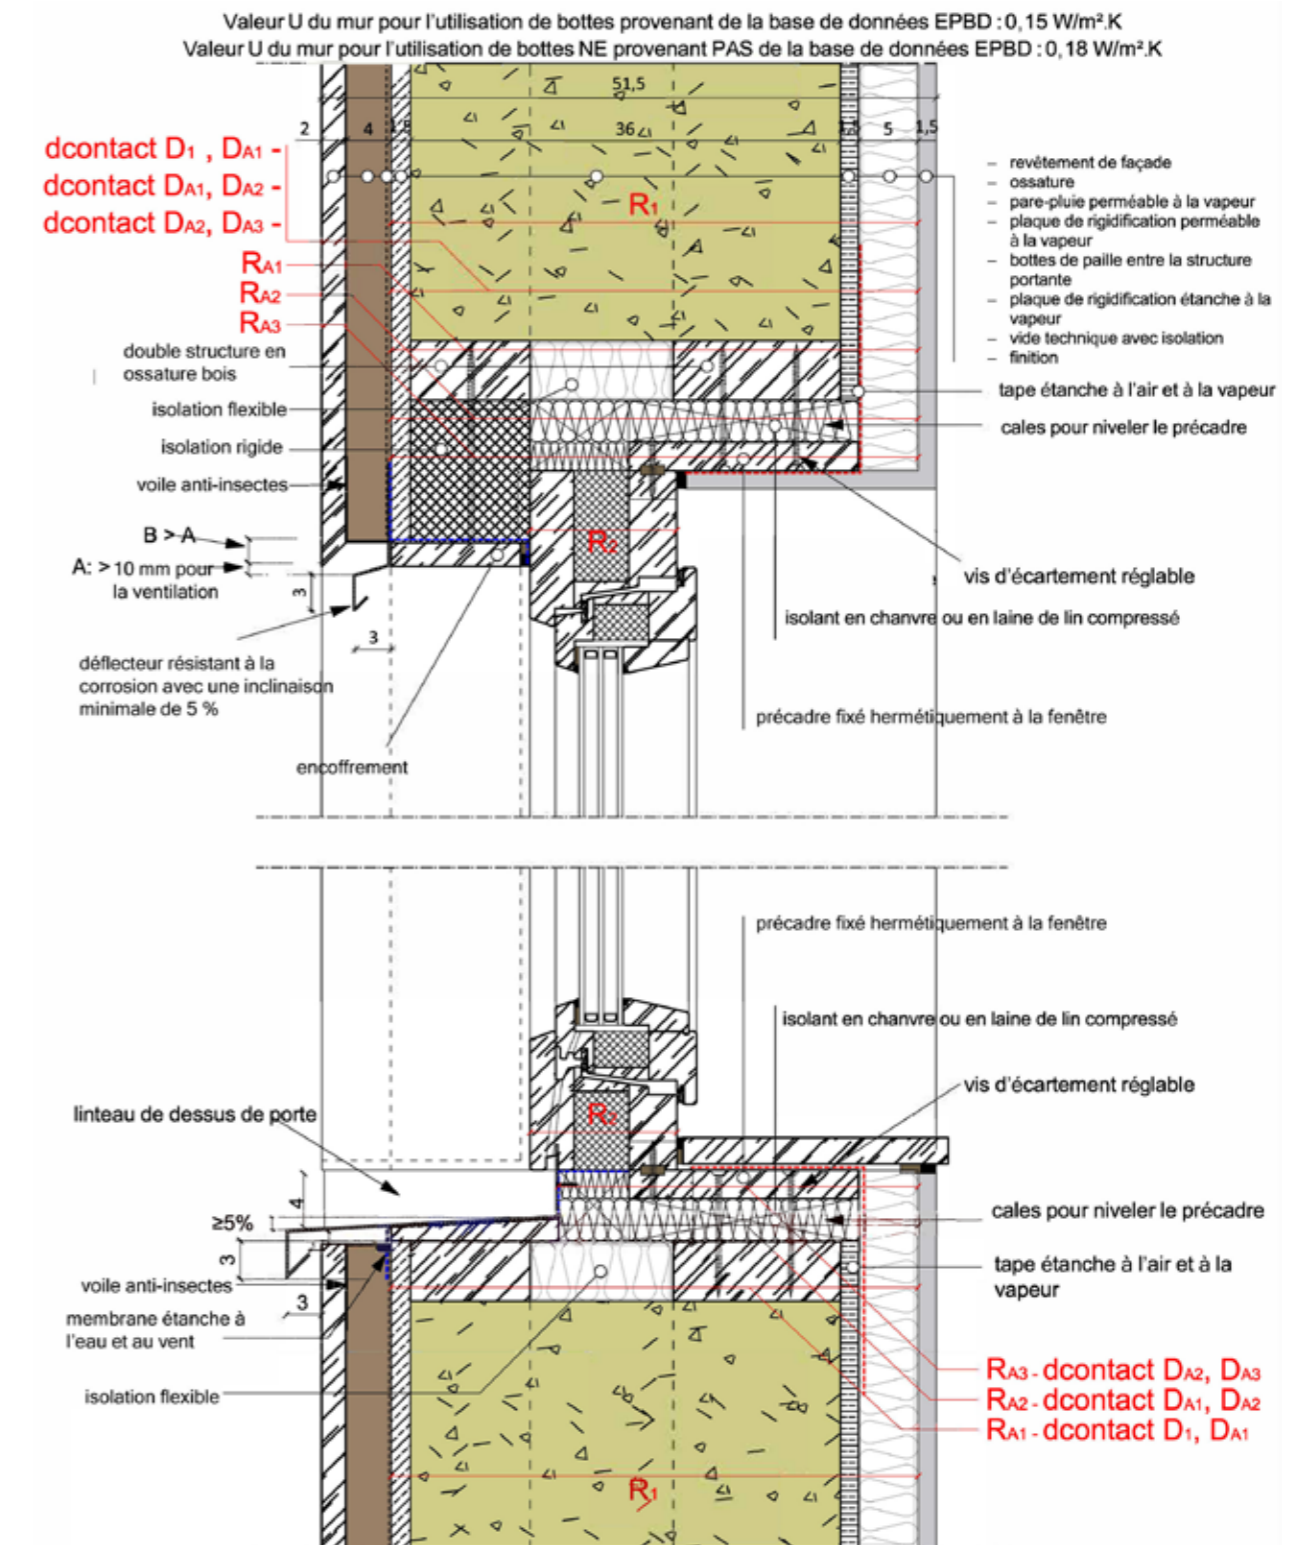 Valeur U du mur pour l'utilisation de bottes provenant de la base de données EPBD : 0,15 W/m².K
Valeur U du mur pour l'utilisation de bottes NE provenant PAS de la base de données EPBD : 0,18 W/m².K
51,5
2
4
1,5
36
1,5
5
1,5
dcontact D1 , DA1 -
dcontact DA1, DA2 -
dcontact DA2, DA3 -
RA1
RA2
RA3
R1
– revêtement de façade
– ossature
– pare-pluie perméable à la vapeur
– plaque de rigidification perméable
à la vapeur
– bottes de paille entre la structure
portante
– plaque de rigidification étanche à la
vapeur
– vide technique avec isolation
– finition
double structure en
ossature bois
isolation flexible
isolation rigide
voile anti-insectes
B > A
A: > 10 mm pour
la ventilation
3
3
déflecteur résistant à la
corrosion avec une inclinaison
minimale de 5 %
encoffrement
tape étanche à l'air et à la vapeur
cales pour niveler le précadre
R2
vis d'écartement réglable
isolant en chanvre ou en laine de lin compressé
précadre fixé hermétiquement à la fenêtre
précadre fixé hermétiquement à la fenêtre
isolant en chanvre ou en laine de lin compressé
vis d'écartement réglable
linteau de dessus de porte
R2
4
≥5%
3
3
voile anti-insectes
membrane étanche à
l'eau et au vent
isolation flexible
cales pour niveler le précadre
tape étanche à l'air et à la
vapeur
RA3 - dcontact DA2, DA3
RA2 - dcontact DA1, DA2
RA1 - dcontact D1, DA1
R1